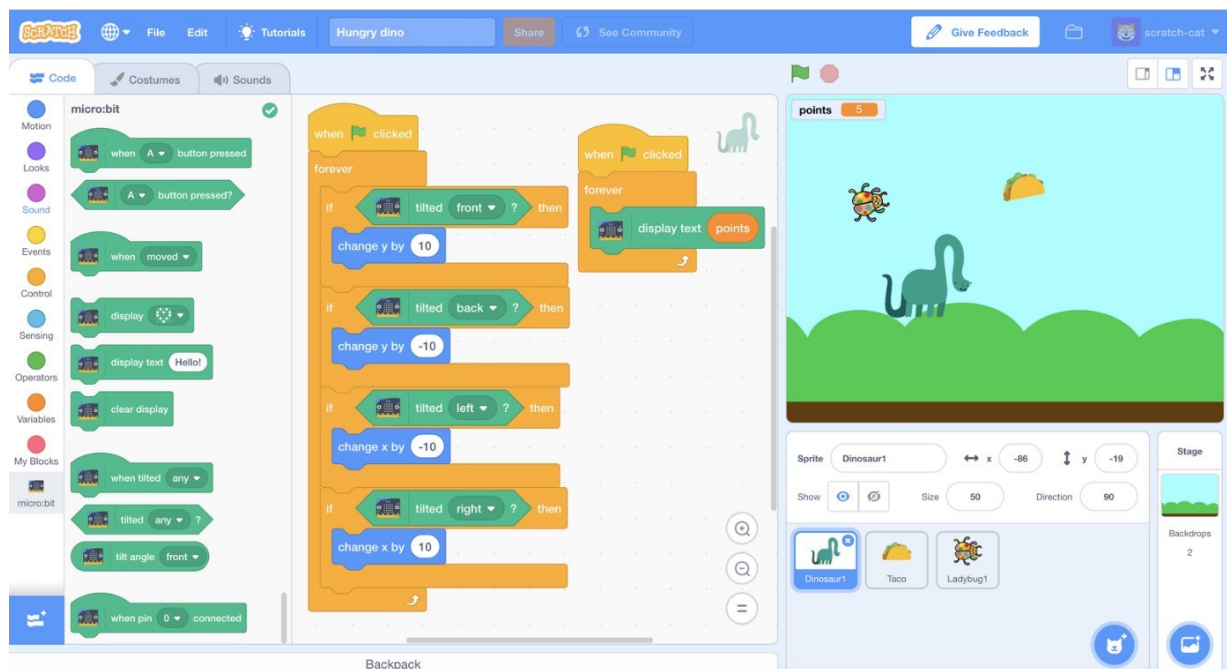 SCRATCH
File
Edit
Tutorials
Hungry dino
Share
See Community
Give Feedback
scratch-cat
Code
Costumes
Sounds
Motion
Looks
Sound
Events
Control
Sensing
Operators
Variables
My Blocks
micro:bit
micro:bit
when A button pressed
A button pressed?
when moved
display
display text Hello!
clear display
when tilted any
tilted any ?
tilt angle front
when pin 0 connected
when clicked
forever
if tilted front ? then
change y by 10
if tilted back ? then
change y by -10
if tilted left ? then
change x by -10
if tilted right ? then
change x by 10
when clicked
forever
display text points
Backpack
points 5
Sprite Dinosaur1 x -86 y -19
Show Size 50 Direction 90
Dinosaur1
Taco
Ladybug1
Stage
Backdrops
2